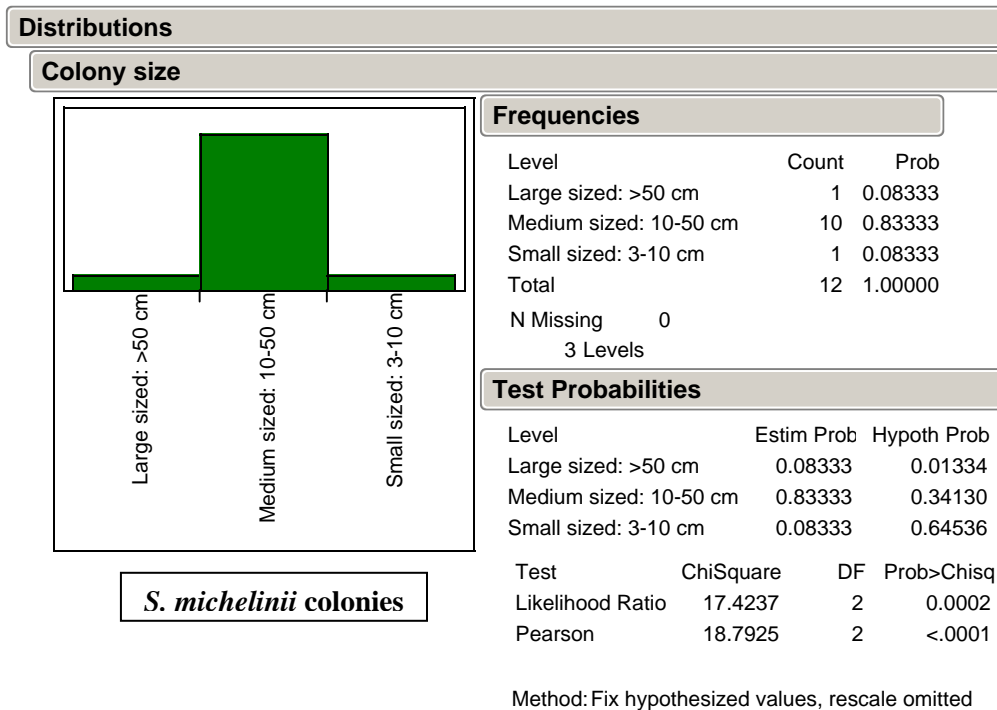 Distributions
Colony size
Large sized: >50 cm
Medium sized: 10-50 cm
Small sized: 3-10 cm
S. michelinii colonies
Frequencies
Level Count Prob
Large sized: >50 cm 1 0.08333
Medium sized: 10-50 cm 10 0.83333
Small sized: 3-10 cm 1 0.08333
Total 12 1.00000
N Missing 0
3 Levels
Test Probabilities
Level Estim Prob Hypoth Prob
Large sized: >50 cm 0.08333 0.01334
Medium sized: 10-50 cm 0.83333 0.34130
Small sized: 3-10 cm 0.08333 0.64536
Test ChiSquare DF Prob>Chisq
Likelihood Ratio 17.4237 2 0.0002
Pearson 18.7925 2 <.0001
Method: Fix hypothesized values, rescale omitted